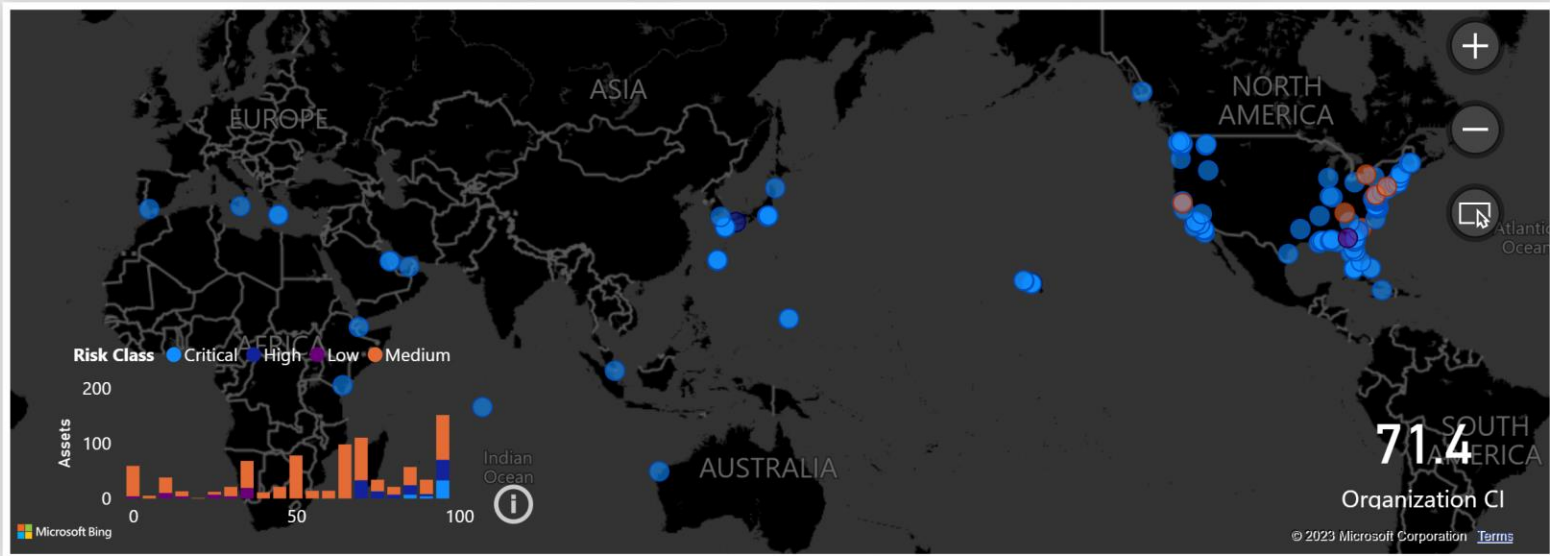 ASIA
EUROPE
NORTH
AMERICA
Atlantic
Ocean
AFRICA
Risk Class Critical High Low Medium
200
Assets
100
0
0 50 100
Indian
Ocean
AUSTRALIA
SOUTH
AMERICA
71.4
Organization CI
Microsoft Bing
© 2023 Microsoft Corporation Terms